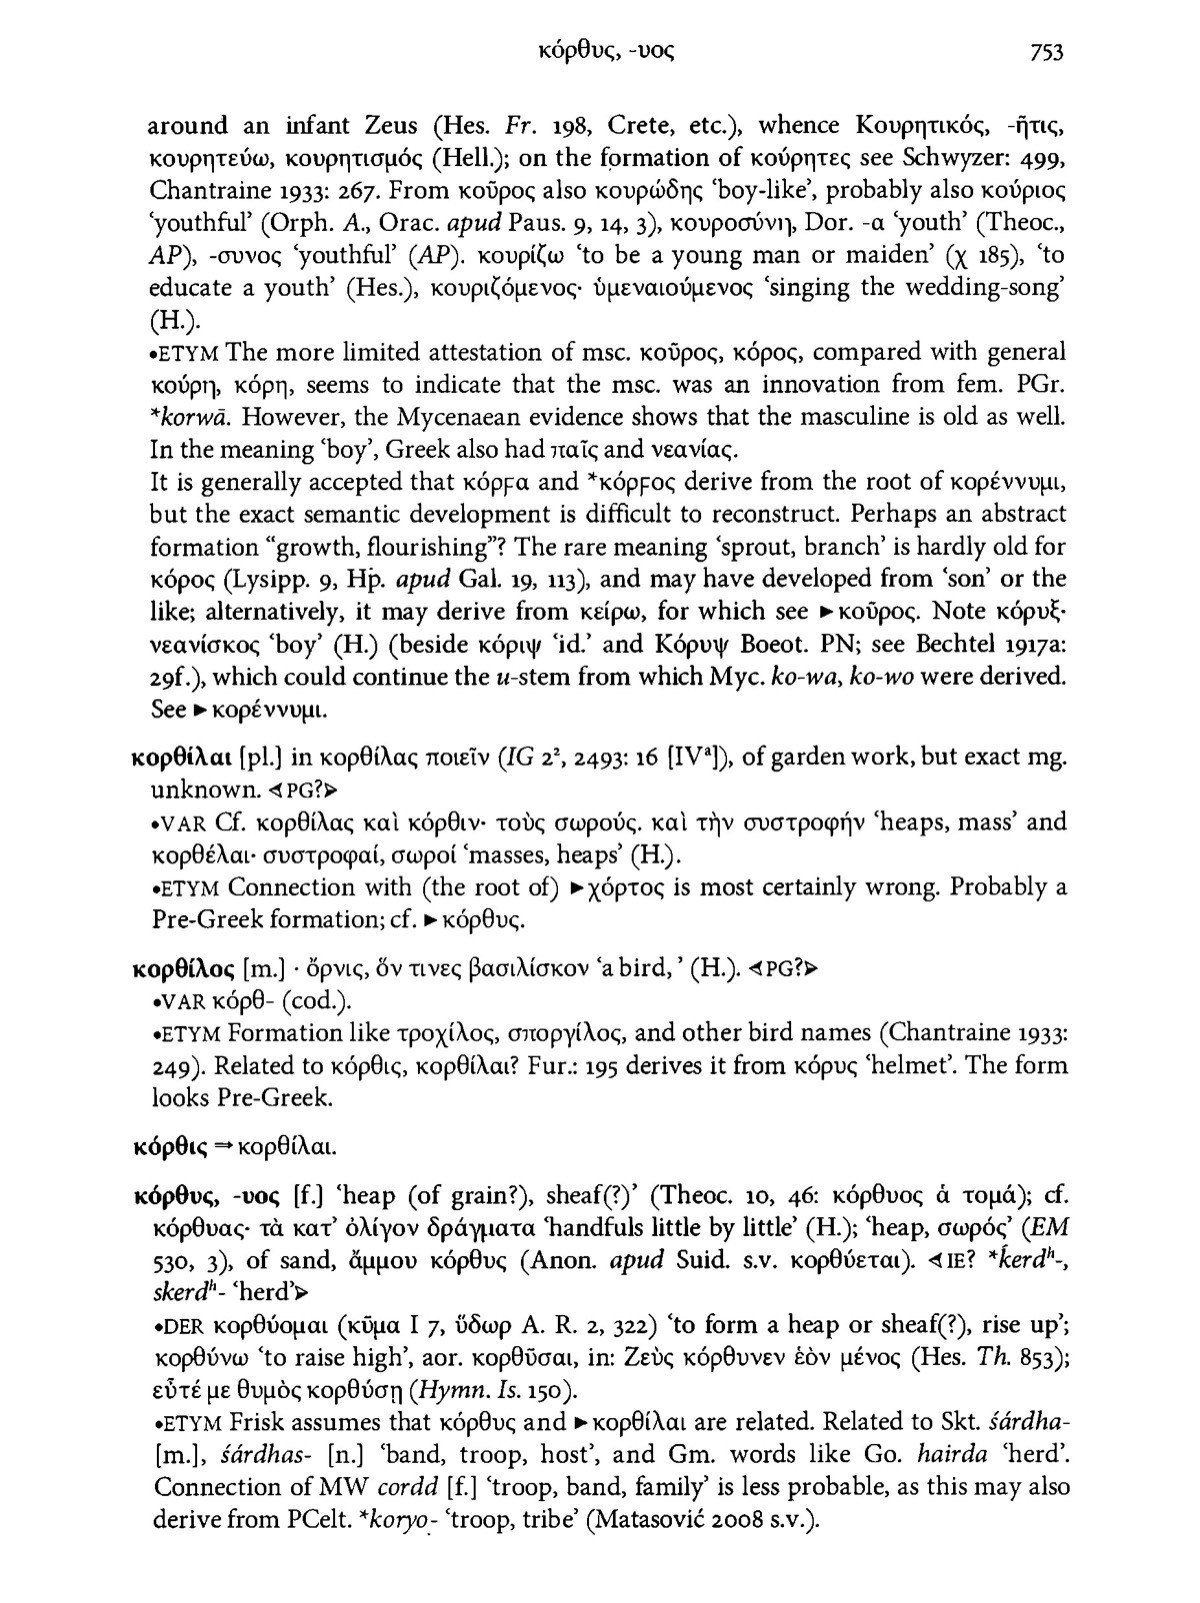 κόρθυς, -υος 753
around an infant Zeus (Hes. Fr. 198, Crete, etc.), whence Κουρητικός, -ῆτις,
κουρητεύω, κουρητισμός (Hell.); on the formation of κούρητες see Schwyzer: 499,
Chantraine 1933: 267. From κοῦρος also κουρώδης ‘boy-like’, probably also κούριος
‘youthful’ (Orph. A., Orac. apud Paus. 9, 14, 3), κουροσύνη, Dor. -α ‘youth’ (Theoc.,
AP), -συνος ‘youthful’ (AP). κουρίζω ‘to be a young man or maiden’ (χ 185), ‘to
educate a youth’ (Hes.), κουριζόμενος· ὑμεναιούμενος ‘singing the wedding-song’
(H.).
•ETYM The more limited attestation of msc. κοῦρος, κόρος, compared with general
κούρη, κόρη, seems to indicate that the msc. was an innovation from fem. PGr.
*korwā. However, the Mycenaean evidence shows that the masculine is old as well.
In the meaning ‘boy’, Greek also had παῖς and νεανίας.
It is generally accepted that κόρϝα and *κόρϝος derive from the root of κορέννυμι,
but the exact semantic development is difficult to reconstruct. Perhaps an abstract
formation “growth, flourishing”? The rare meaning ‘sprout, branch’ is hardly old for
κόρος (Lysipp. 9, Hp. apud Gal. 19, 113), and may have developed from ‘son’ or the
like; alternatively, it may derive from κείρω, for which see ►κοῦρος. Note κόρυξ·
νεανίσκος ‘boy’ (H.) (beside κόριψ ‘id.’ and Κόρυψ Boeot. PN; see Bechtel 1917a:
29f.), which could continue the u-stem from which Myc. ko-wa, ko-wo were derived.
See ► κορέννυμι.
κορθίλαι [pl.] in κορθίλας ποιεῖν (IG 2², 2493: 16 [IVᵃ]), of garden work, but exact mg.
unknown. ⊲PG?⊳
•VAR Cf. κορθίλας καὶ κόρθιν· τοὺς σωρούς. καὶ τὴν συστροφήν ‘heaps, mass’ and
κορθέλαι· συστροφαί, σωροί ‘masses, heaps’ (H.).
•ETYM Connection with (the root of) ►χόρτος is most certainly wrong. Probably a
Pre-Greek formation; cf. ► κόρθυς.
κορθίλος [m.] · ὄρνις, ὅν τινες βασιλίσκον ‘a bird, ’ (H.). ⊲PG?⊳
•VAR κόρθ- (cod.).
•ETYM Formation like τροχίλος, σποργίλος, and other bird names (Chantraine 1933:
249). Related to κόρθις, κορθίλαι? Fur.: 195 derives it from κόρυς ‘helmet’. The form
looks Pre-Greek.
κόρθις ⇒ κορθίλαι.
κόρθυς, -υος [f.] ‘heap (of grain?), sheaf(?)’ (Theoc. 10, 46: κόρθυος ἁ τομά); cf.
κόρθυας· τὰ κατ’ ὀλίγον δράγματα ‘handfuls little by little’ (H.); ‘heap, σωρός’ (EM
530, 3), of sand, ἄμμου κόρθυς (Anon. apud Suid. s.v. κορθύεται). ⊲IE? *ḱerdʰ-,
skerdʰ- ‘herd’⊳
•DER κορθύομαι (κῦμα I 7, ὕδωρ A. R. 2, 322) ‘to form a heap or sheaf(?), rise up’;
κορθύνω ‘to raise high’, aor. κορθῦσαι, in: Ζεὺς κόρθυνεν ἑὸν μένος (Hes. Th. 853);
εὖτέ με θυμὸς κορθύσῃ (Hymn. Is. 150).
•ETYM Frisk assumes that κόρθυς and ►κορθίλαι are related. Related to Skt. śárdha-
[m.], śárdhas- [n.] ‘band, troop, host’, and Gm. words like Go. hairda ‘herd’.
Connection of MW cordd [f.] ‘troop, band, family’ is less probable, as this may also
derive from PCelt. *koryo- ‘troop, tribe’ (Matasović 2008 s.v.).